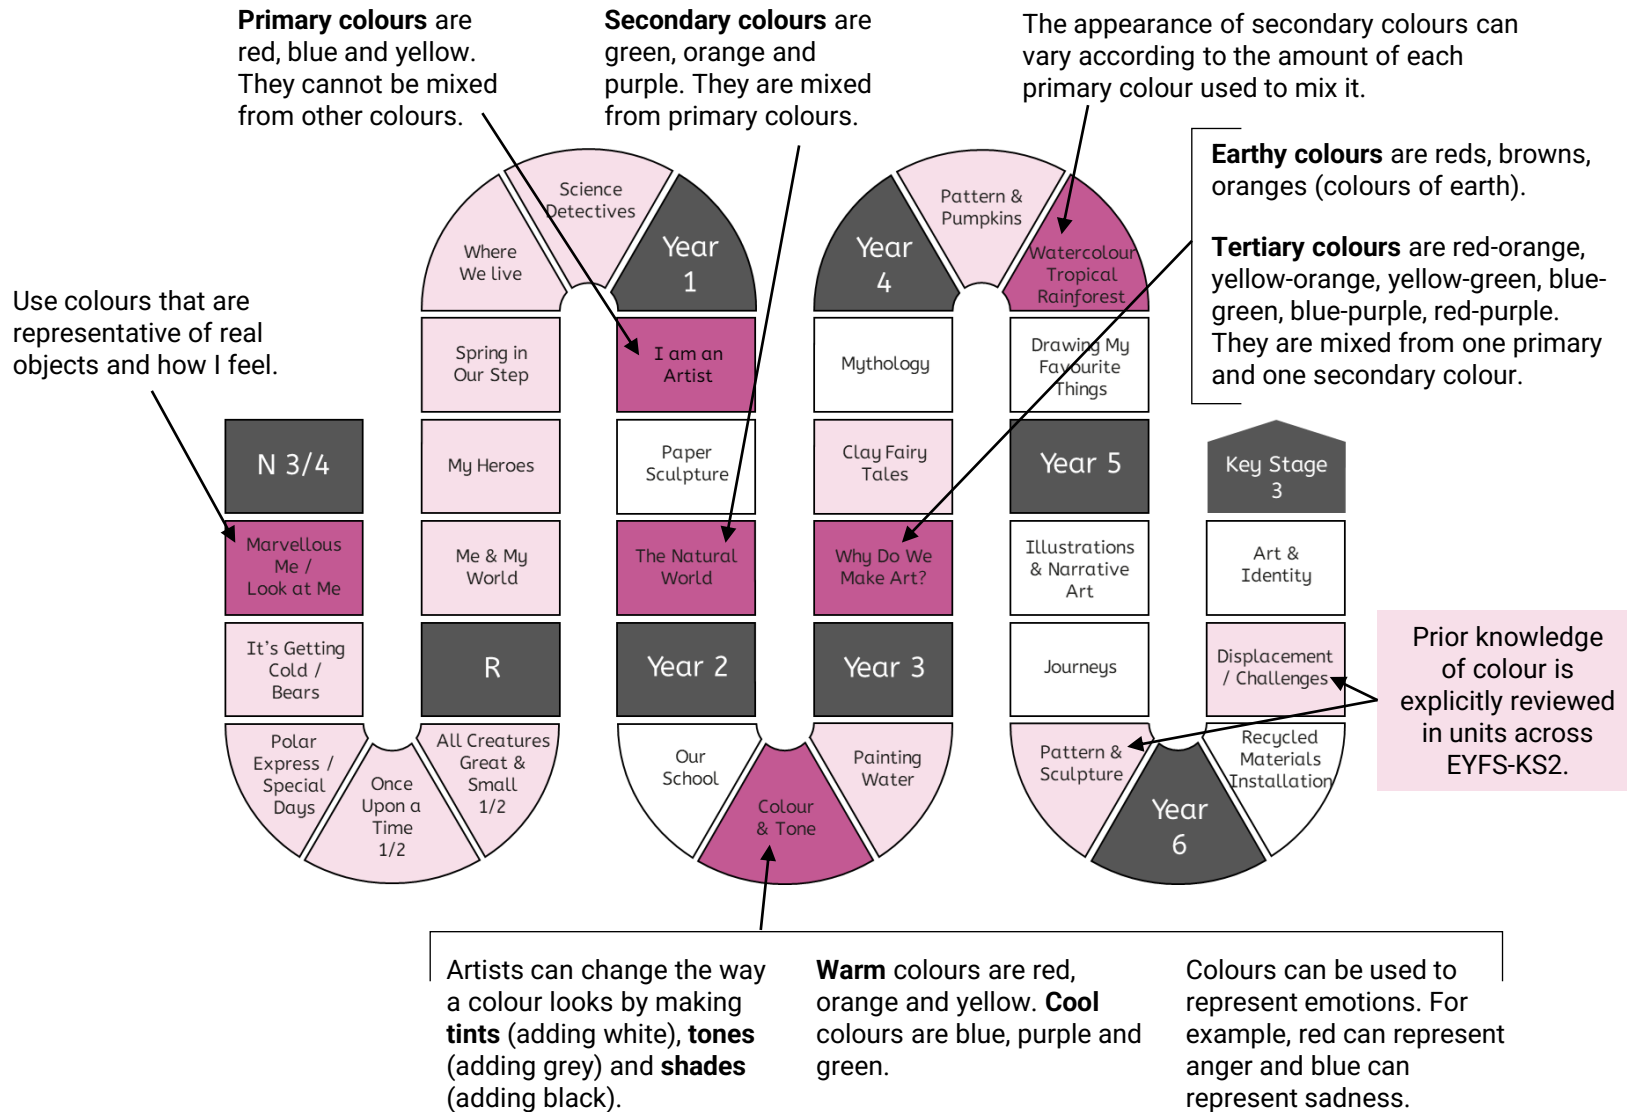 Primary colours are
red, blue and yellow.
They cannot be mixed
from other colours.
Secondary colours are
green, orange and
purple. They are mixed
from primary colours.
The appearance of secondary colours can
vary according to the amount of each
primary colour used to mix it.
Earthy colours are reds, browns,
oranges (colours of earth).
Tertiary colours are red-orange,
yellow-orange, yellow-green, blue-
green, blue-purple, red-purple.
They are mixed from one primary
and one secondary colour.
Use colours that are
representative of real
objects and how I feel.
N 3/4
Marvellous
Me /
Look at Me
It's Getting
Cold /
Bears
Polar
Express /
Special
Days
Once
Upon a
Time
1/2
All Creatures
Great &
Small
1/2
R
Me & My
World
My Heroes
Spring in
Our Step
Where
We live
Science
Detectives
Year
1
I am an
Artist
Paper
Sculpture
The Natural
World
Year 2
Our
School
Colour
& Tone
Painting
Water
Year 3
Why Do We
Make Art?
Clay Fairy
Tales
Mythology
Year
4
Pattern &
Pumpkins
Watercolour
Tropical
Rainforest
Drawing My
Favourite
Things
Year 5
Illustrations
& Narrative
Art
Journeys
Pattern &
Sculpture
Year
6
Recycled
Materials
Installation
Displacement
/ Challenges
Art &
Identity
Key Stage
3
Prior knowledge
of colour is
explicitly reviewed
in units across
EYFS-KS2.
Artists can change the way
a colour looks by making
tints (adding white), tones
(adding grey) and shades
(adding black).
Warm colours are red,
orange and yellow. Cool
colours are blue, purple and
green.
Colours can be used to
represent emotions. For
example, red can represent
anger and blue can
represent sadness.